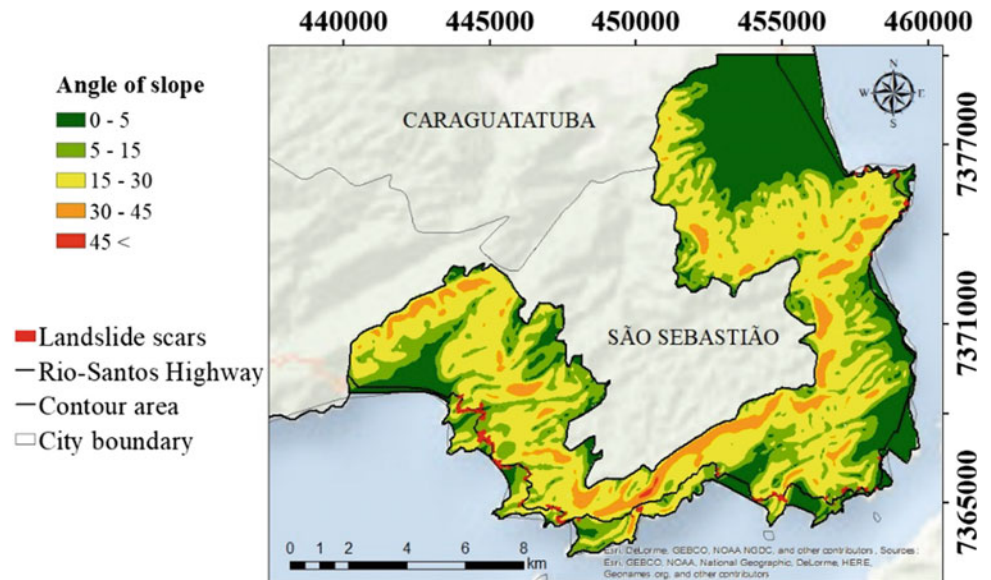 440000 445000 450000 455000 460000
Angle of slope
0 - 5
5 - 15
15 - 30
30 - 45
45 <
Landslide scars
Rio-Santos Highway
Contour area
City boundary
CARAGUATATUBA
SÃO SEBASTIÃO
N
W E
S
7377000
7371000
7365000
0 1 2 4 6 8
km
Esri, DeLorme, GEBCO, NOAA NGDC, and other contributors, Sources:
Esri, GEBCO, NOAA, National Geographic, DeLorme, HERE,
Geonames.org, and other contributors